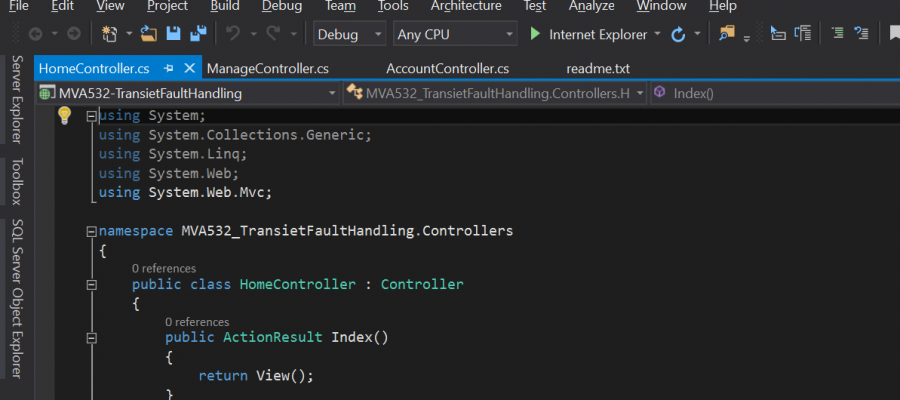 File Edit View Project Build Debug Team Tools Architecture Test Analyze Window Help
Debug Any CPU Internet Explorer
Server Explorer
Toolbox
SQL Server Object Explorer
HomeController.cs ManageController.cs AccountController.cs readme.txt
MVA532-TransietFaultHandling MVA532_TransietFaultHandling.Controllers.H Index()
using System;
using System.Collections.Generic;
using System.Linq;
using System.Web;
using System.Web.Mvc;
namespace MVA532_TransietFaultHandling.Controllers
{
0 references
public class HomeController : Controller
{
0 references
public ActionResult Index()
{
return View();
}